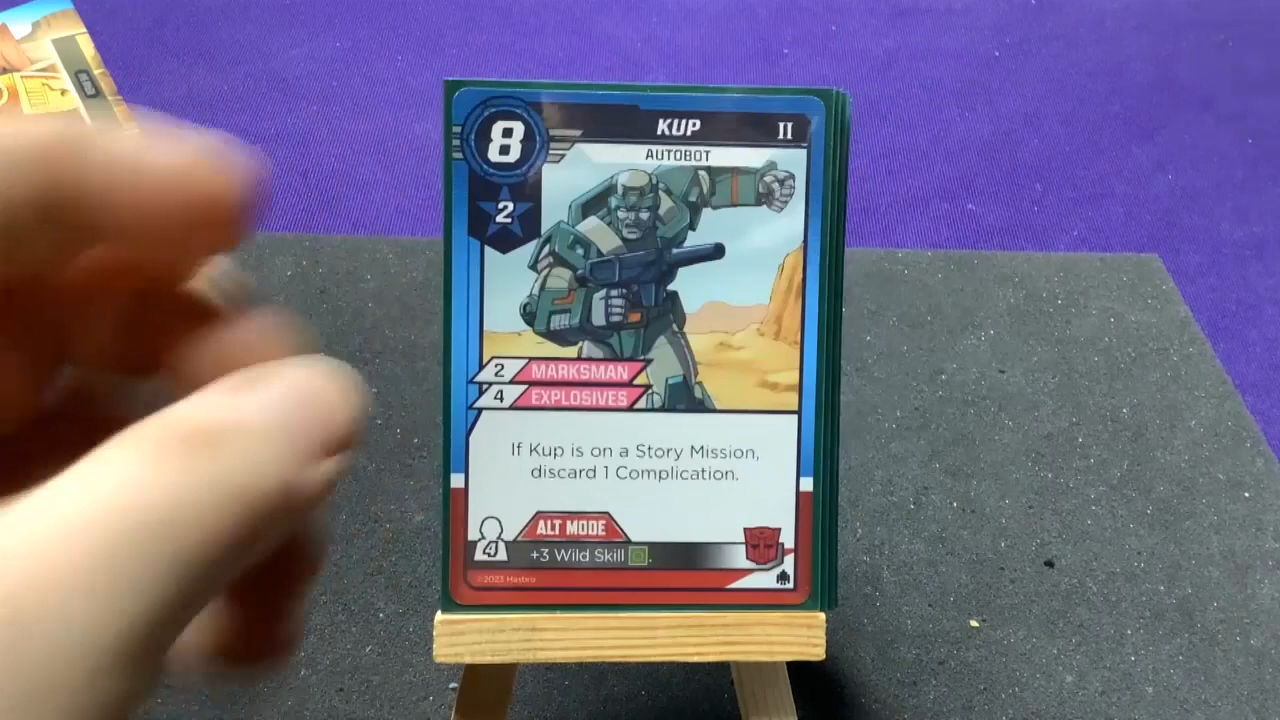 8
KUP
II
AUTOBOT
2
2 MARKSMAN
4 EXPLOSIVES
If Kup is on a Story Mission,
discard 1 Complication.
ALT MODE
4
+3 Wild Skill .
©2023 Hasbro